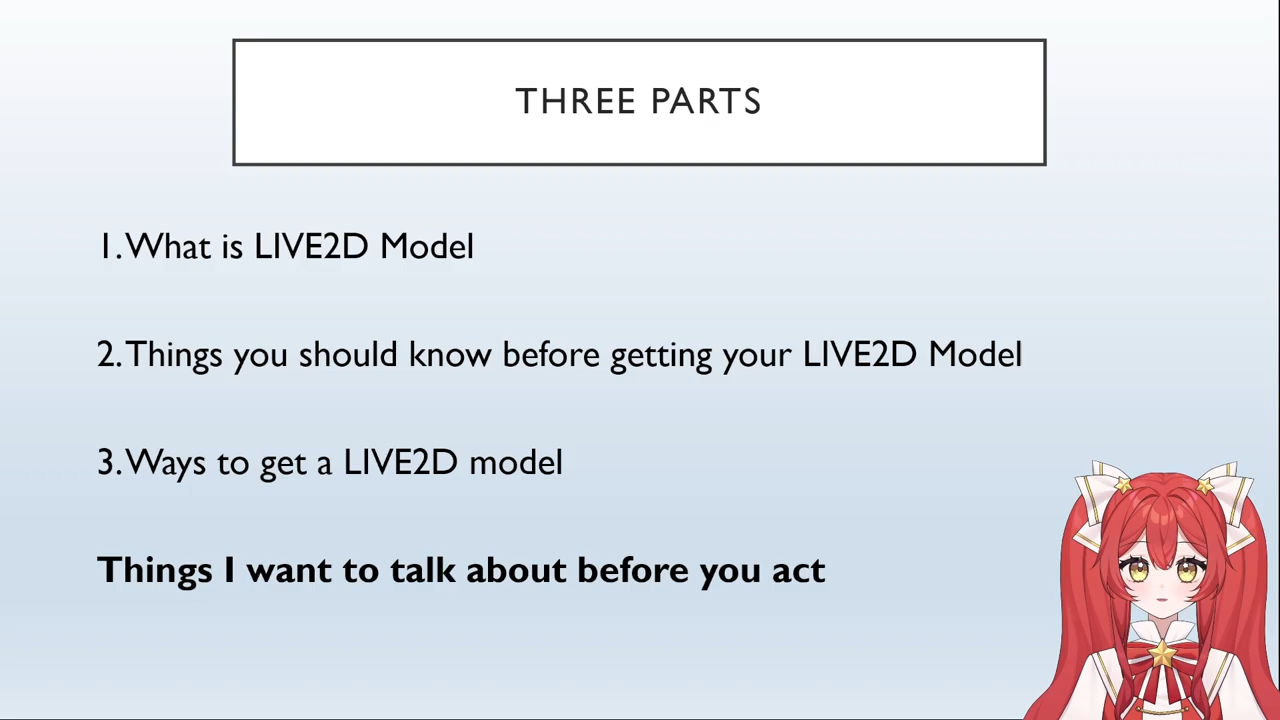 THREE PARTS
1. What is LIVE2D Model
2. Things you should know before getting your LIVE2D Model
3. Ways to get a LIVE2D model
Things I want to talk about before you act